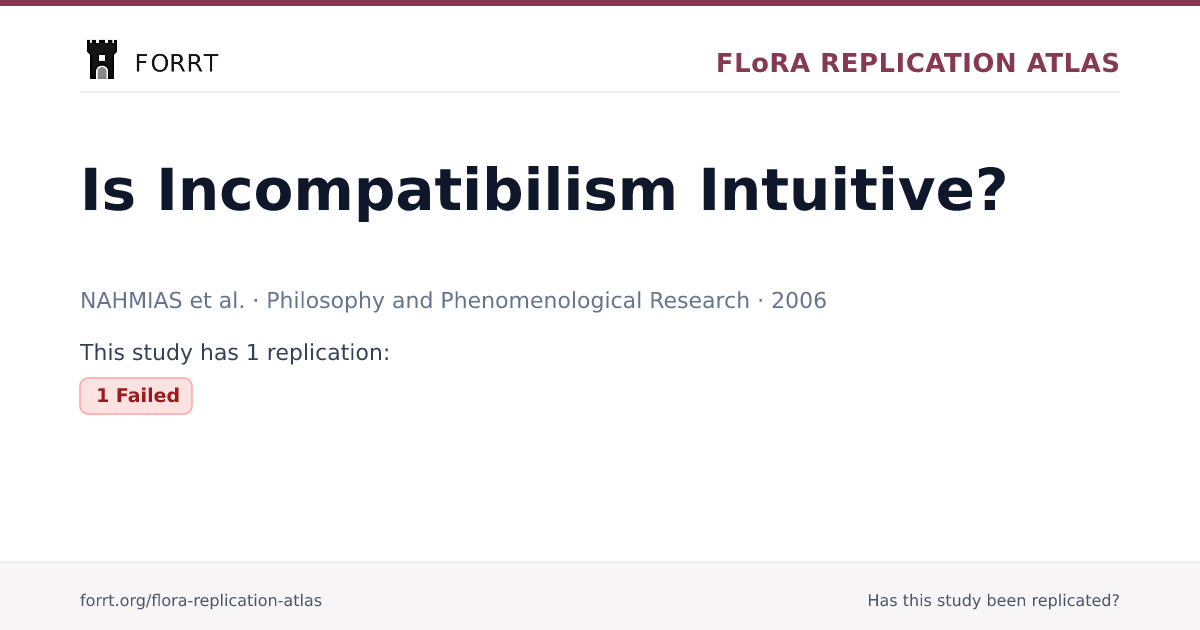 FORRT
FLoRA REPLICATION ATLAS
Is Incompatibilism Intuitive?
NAHMIAS et al. · Philosophy and Phenomenological Research · 2006
This study has 1 replication:
1 Failed
forrt.org/flora-replication-atlas
Has this study been replicated?